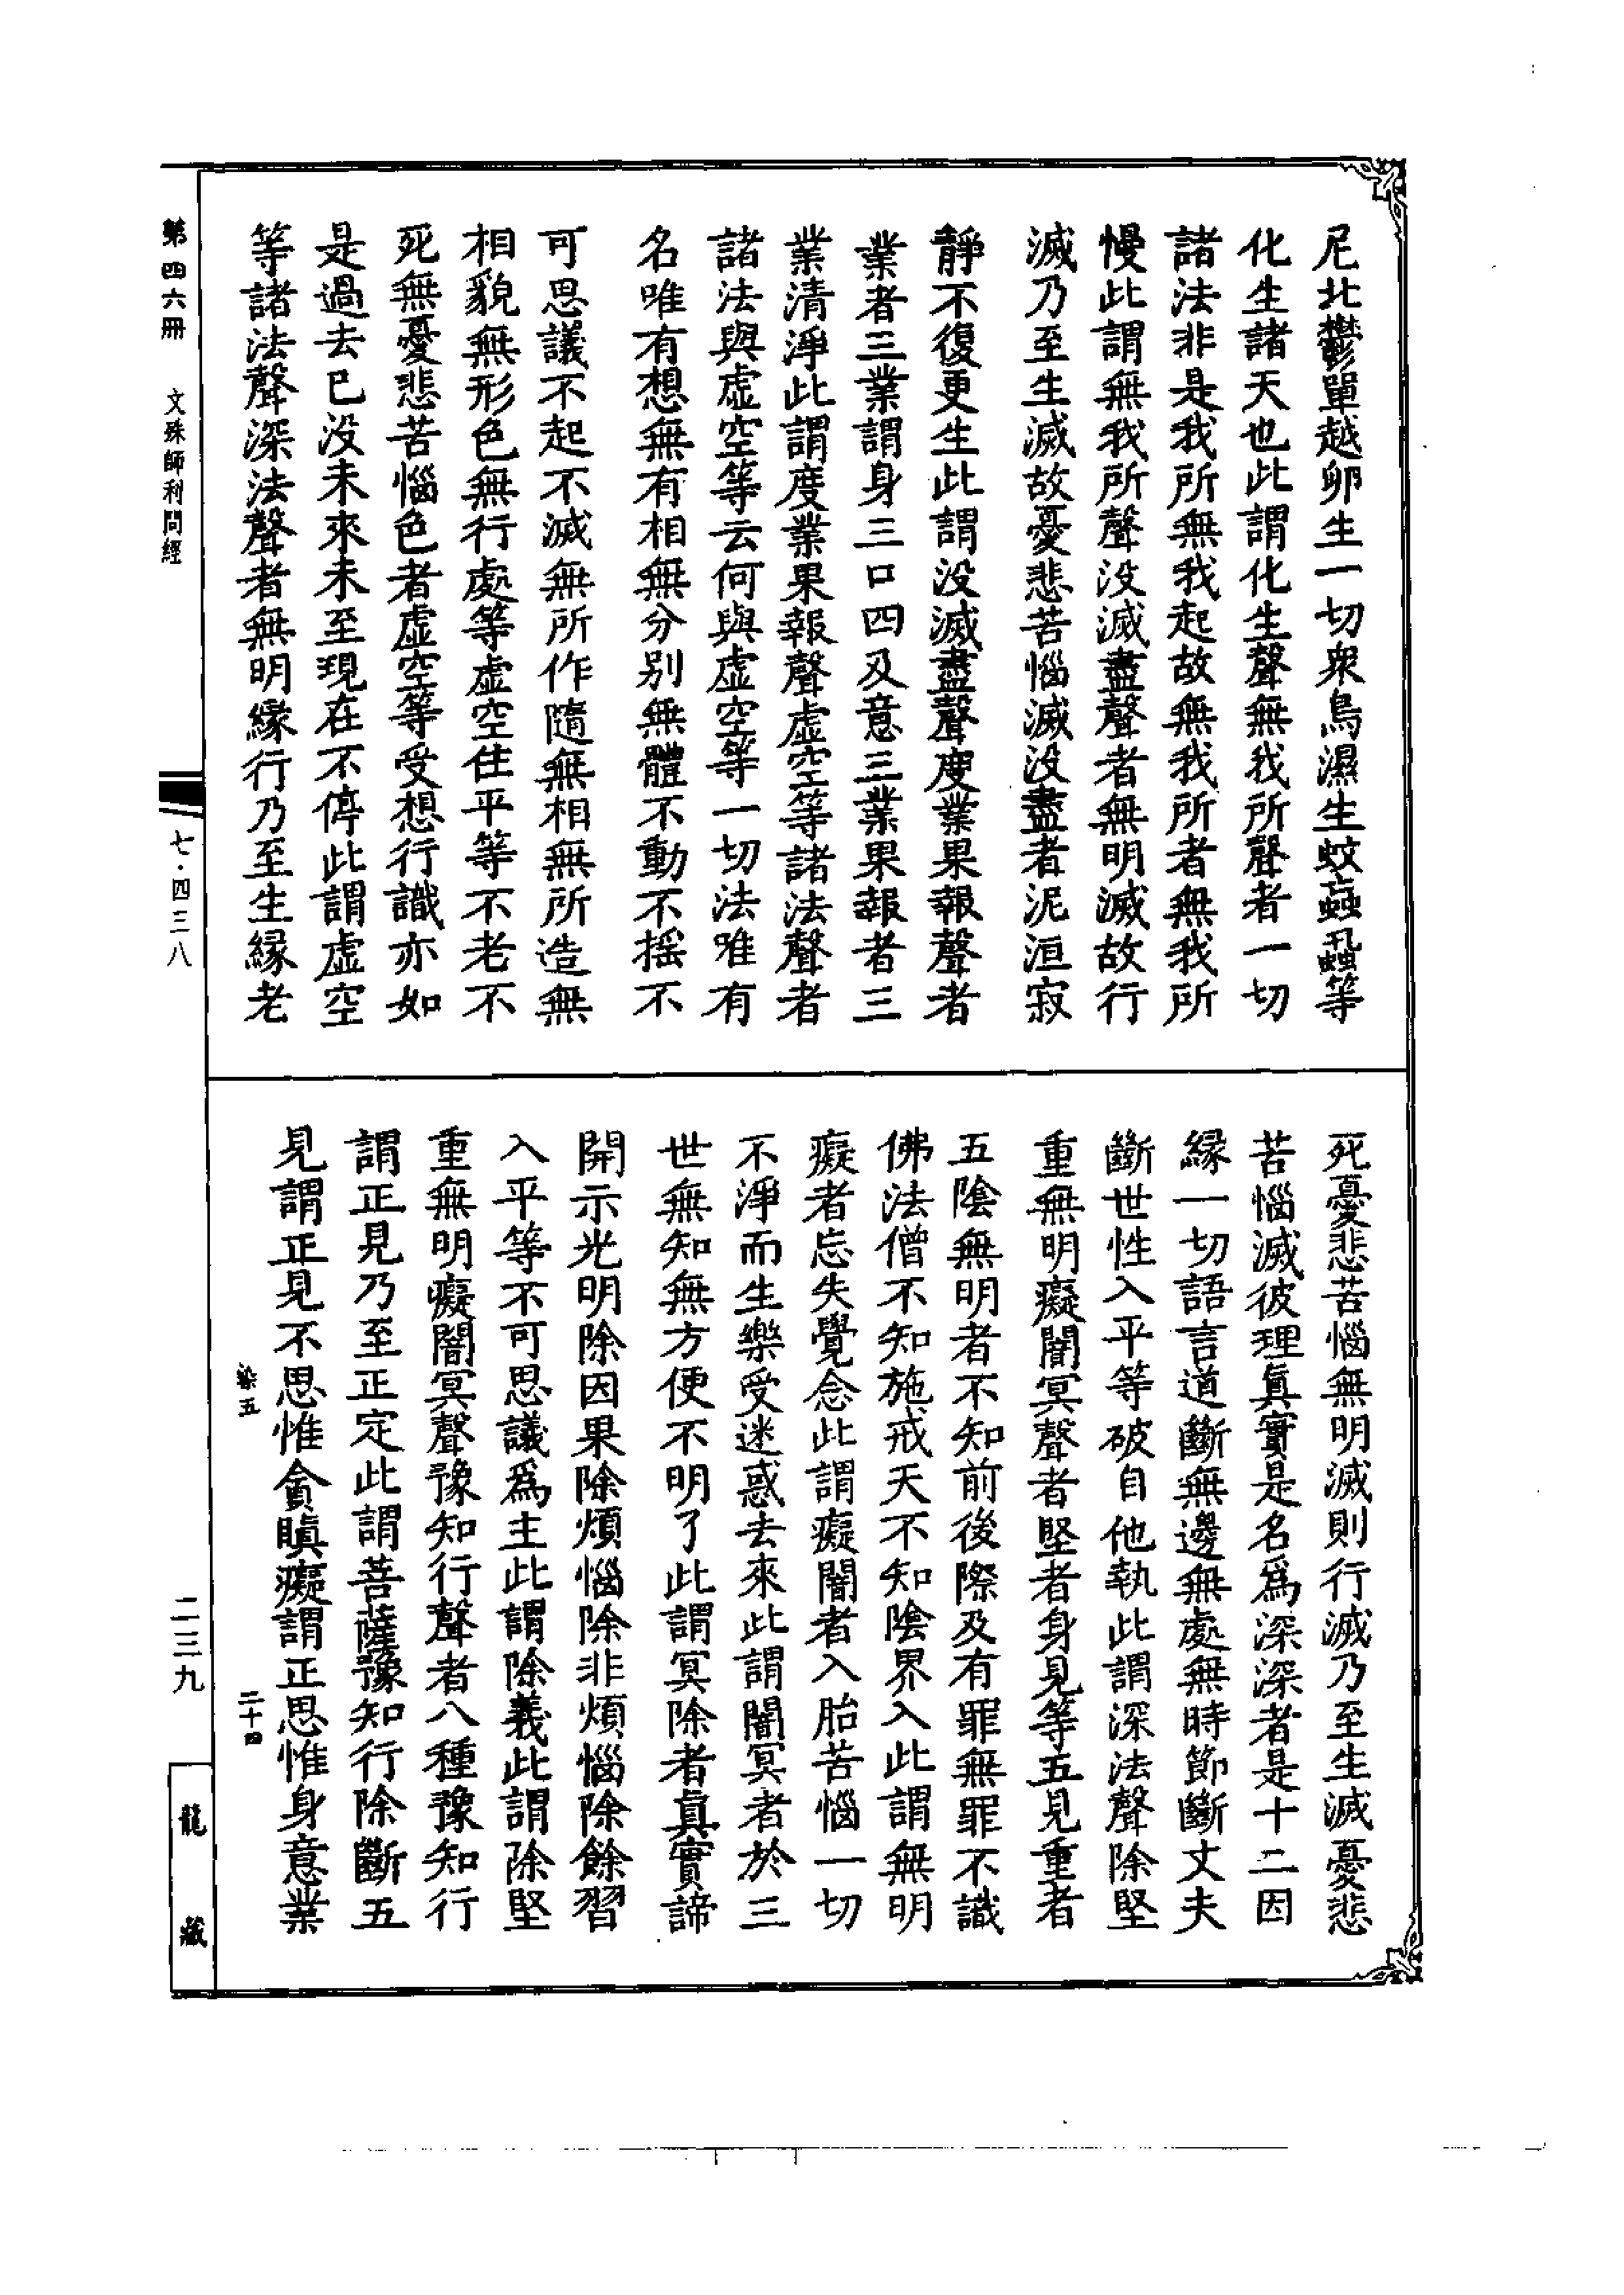 尼北鬱單越卵生一切衆鳥濕生蚊蟁蝨等
化生諸天也此謂化生聲無我所聲者一切
諸法非是我所無我起故無我所者無我所
慢此謂無我所聲没滅盡聲者無明滅故行
滅乃至生滅故憂悲苦惱滅没盡者泥洹寂
靜不復更生此謂没滅盡聲度業果報聲者
業者三業謂身三口四及意三業果報者三
業清淨此謂度業果報聲虚空等諸法聲者
諸法與虚空等云何與虚空等一切法唯有
名唯有想無有相無分别無體不動不摇不
可思議不起不滅無所作隨無相無所造無
相貌無形色無行處等虚空住平等不老不
死無憂悲苦惱色者虚空等受想行識亦如
是過去已没未來未至現在不停此謂虚空
等諸法聲深法聲者無明緣行乃至生緣老
死憂悲苦惱無明滅則行滅乃至生滅憂悲
苦惱滅彼理眞實是名爲深深者是十二因
緣一切語言道斷無邊無處無時節斷丈夫
斷世性入平等破自他執此謂深法聲除堅
重無明癡闇冥聲者堅者身見等五見重者
五陰無明者不知前後際及有罪無罪不識
佛法僧不知施戒天不知陰界入此謂無明
癡者忘失覺念此謂癡闇者入胎苦惱一切
不淨而生樂受迷惑去來此謂闇冥者於三
世無知無方便不明了此謂冥除者眞實諦
開示光明除因果除煩惱除非煩惱除餘習
入平等不可思議爲主此謂除義此謂除堅
重無明癡闇冥聲豫知行聲者八種豫知行
謂正見乃至正定此謂菩薩豫知行除斷五
見謂正見不思惟貪瞋癡謂正思惟身意業
染五
二十四
第四六冊
文殊師利問經
七·四三八
二三九
龍藏